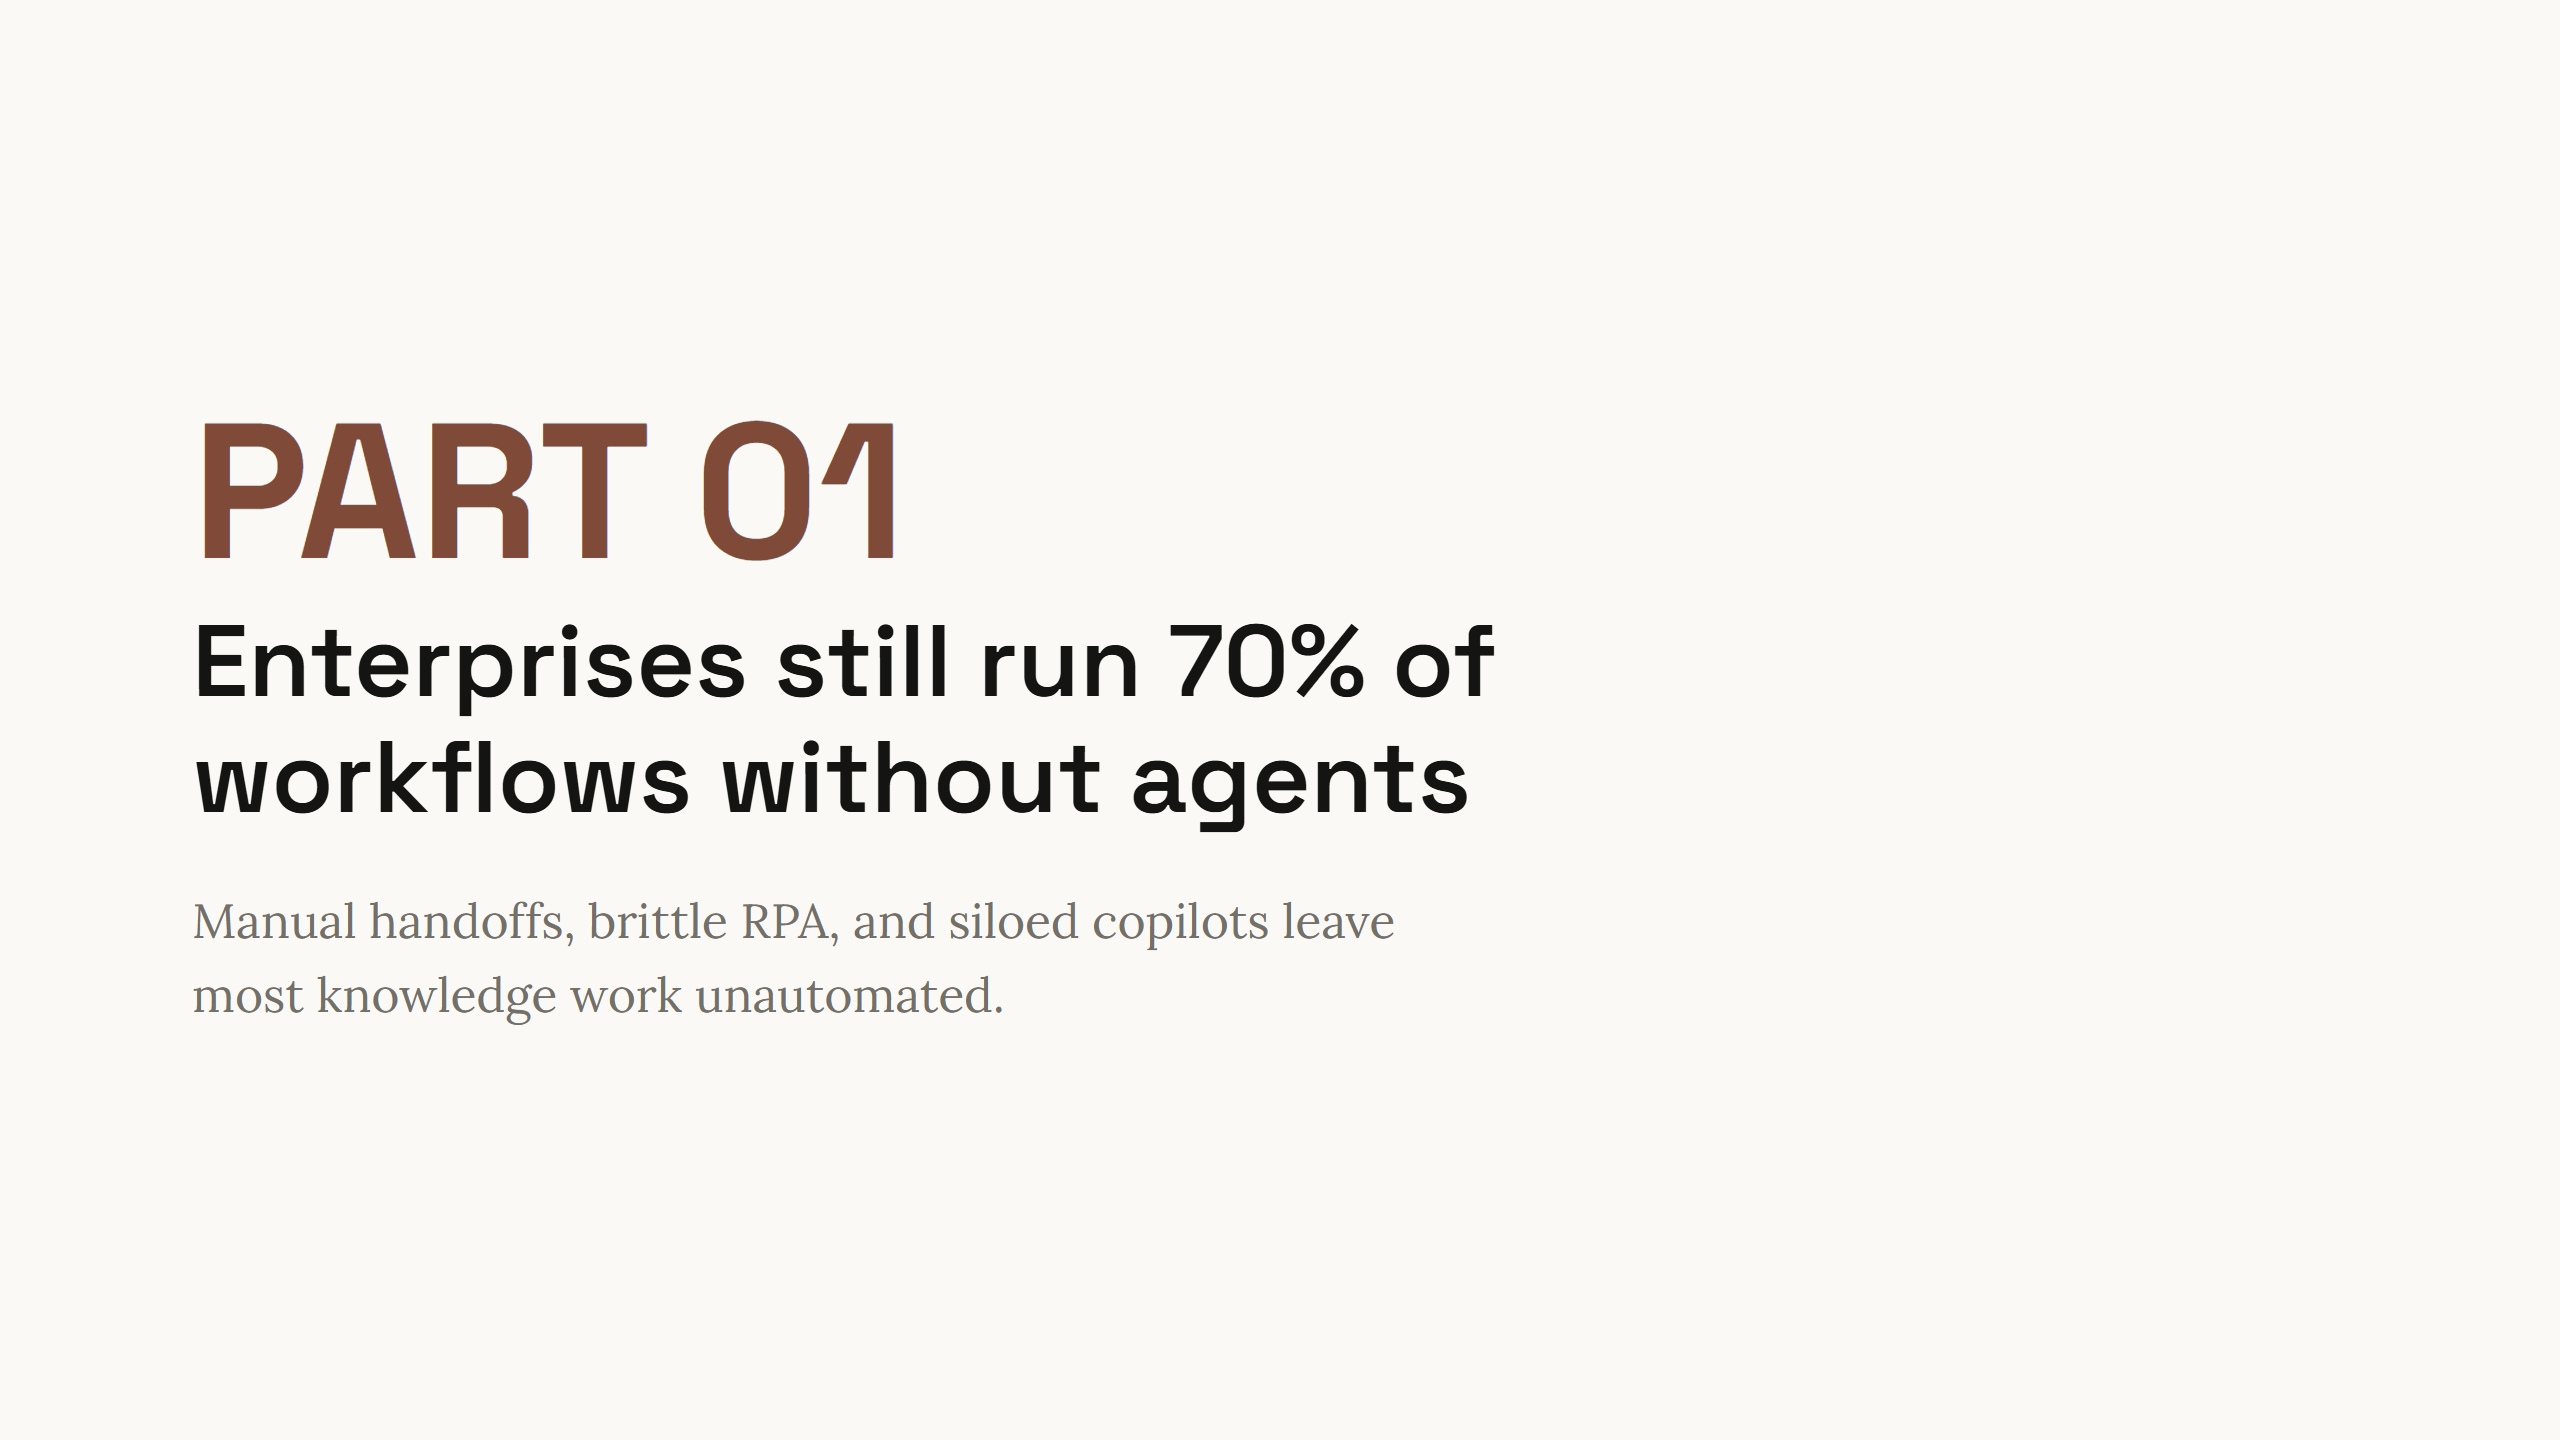 PART 01
Enterprises still run 70% of
workflows without agents
Manual handoffs, brittle RPA, and siloed copilots leave
most knowledge work unautomated.